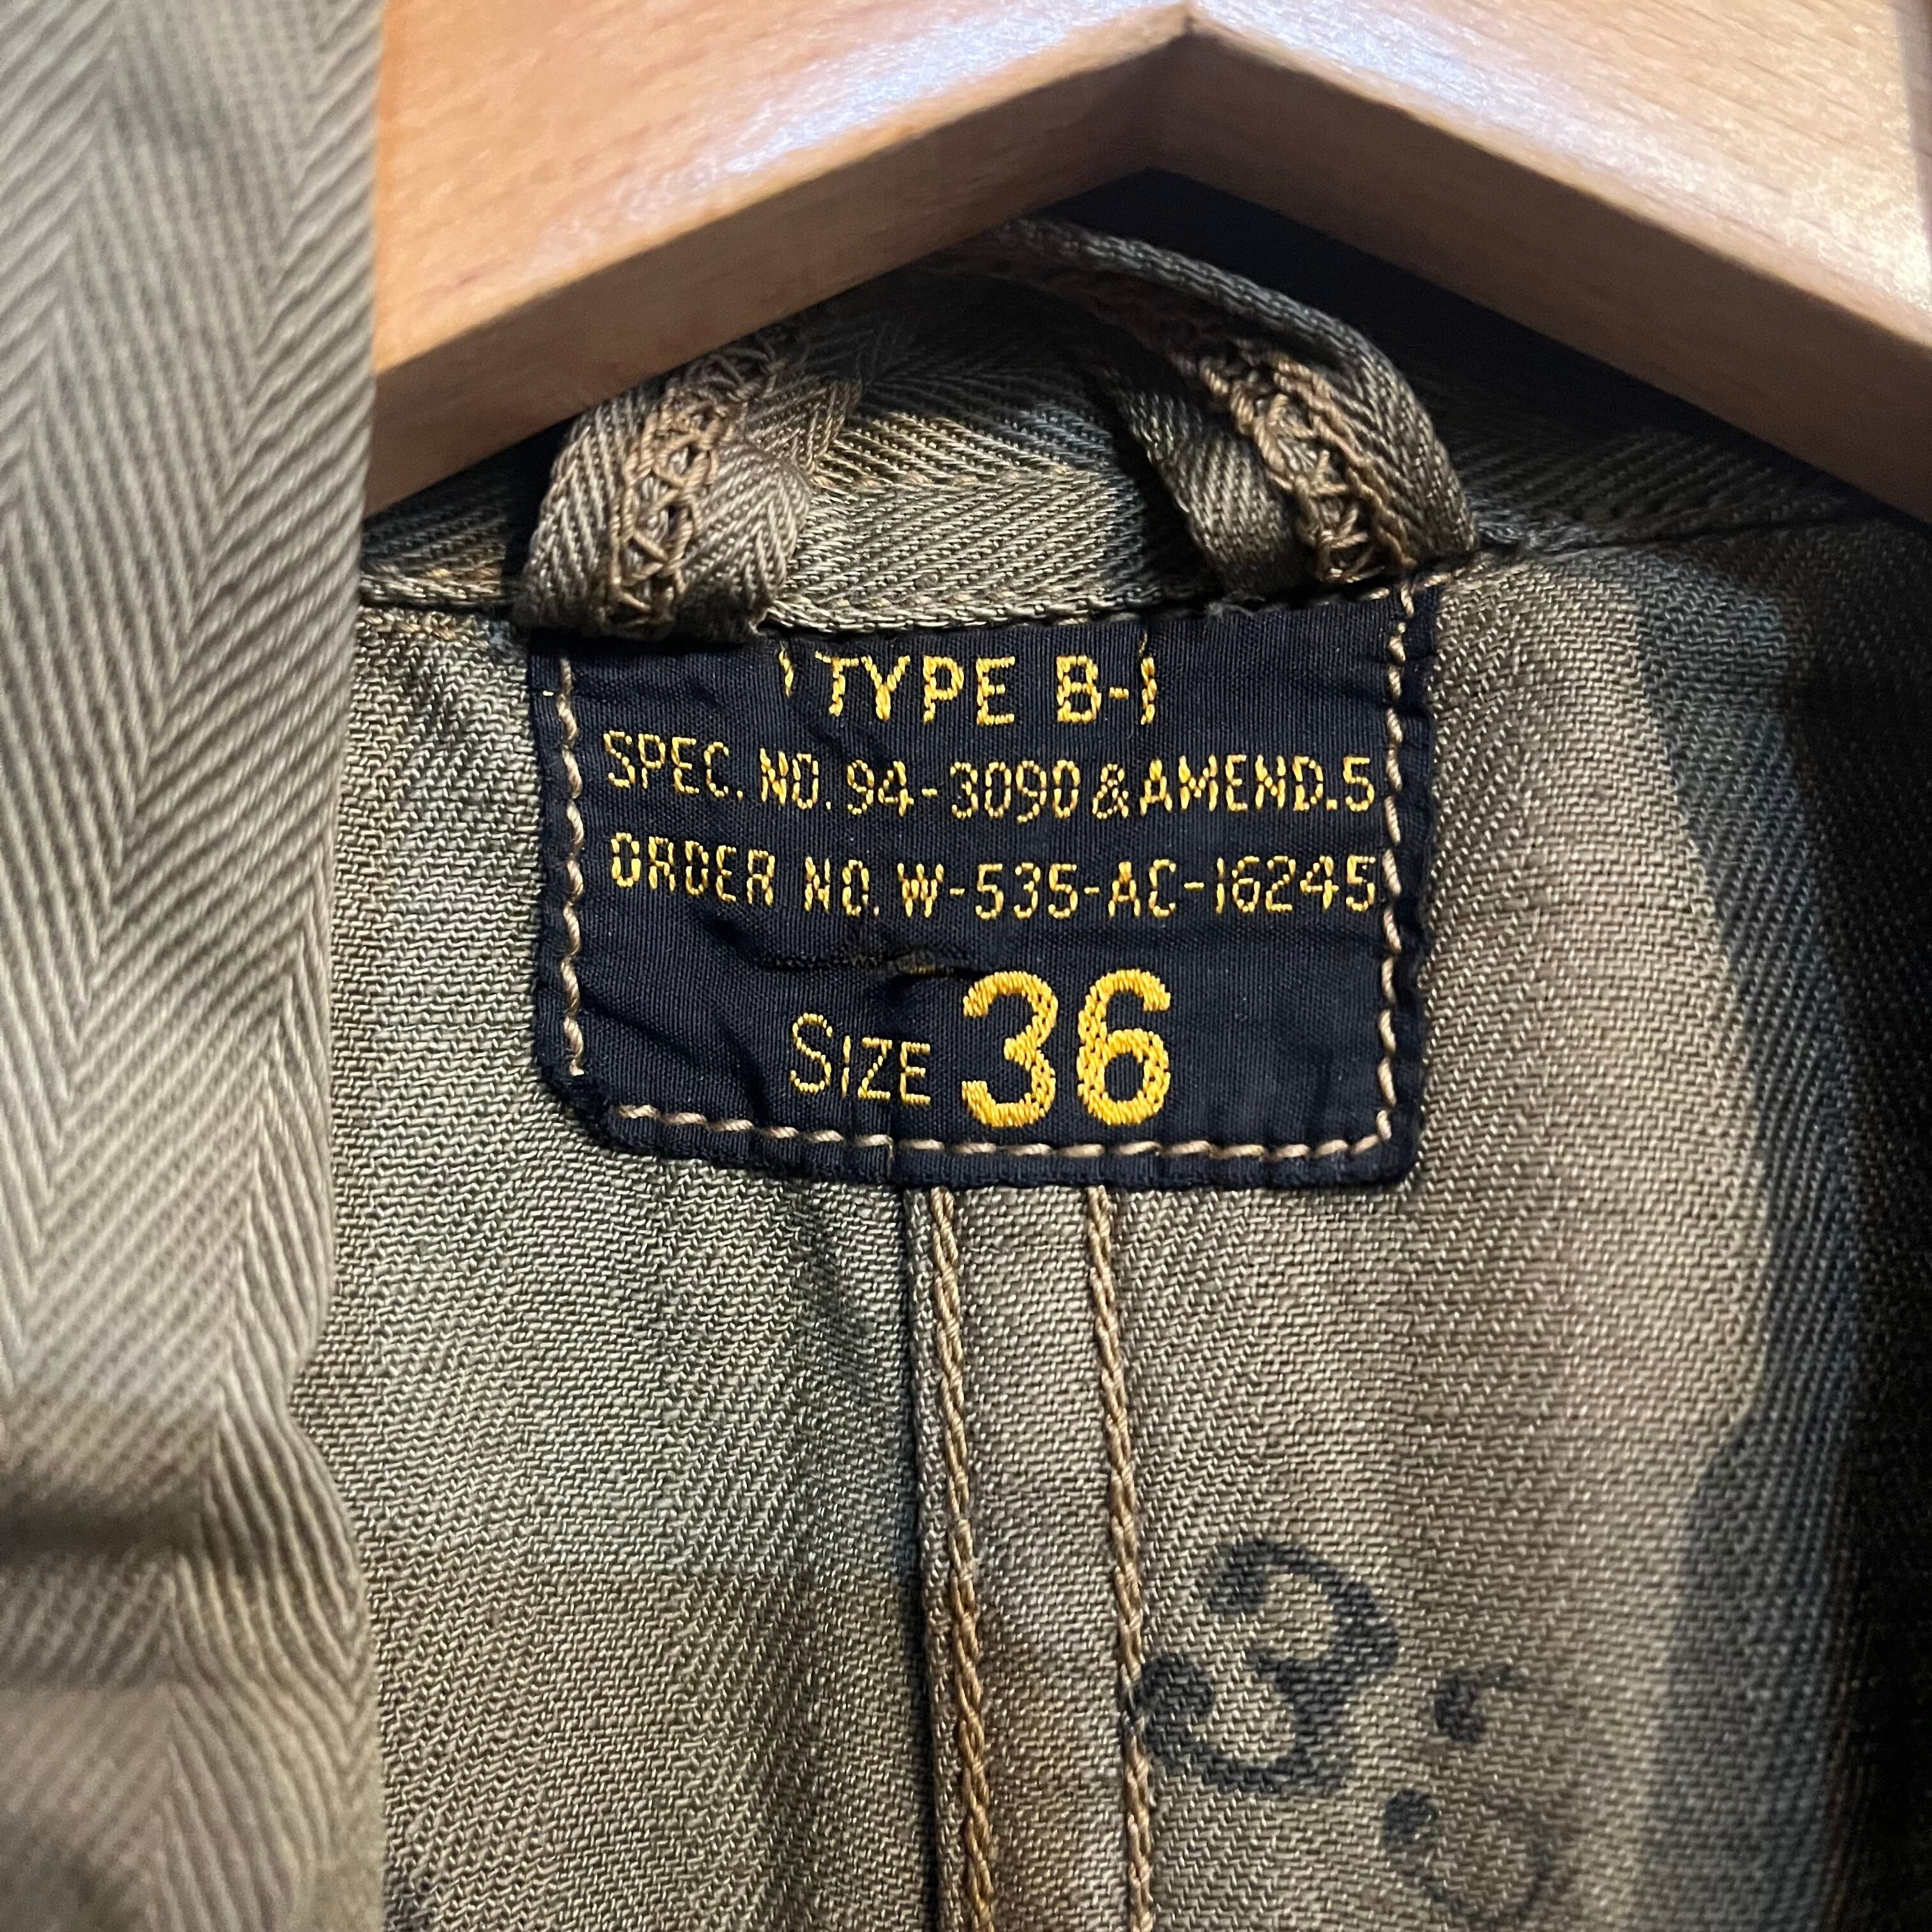 TYPE B-1
SPEC. NO. 94-3090 & AMEND. 5
ORDER NO. W-535-AC-16245
SIZE 36